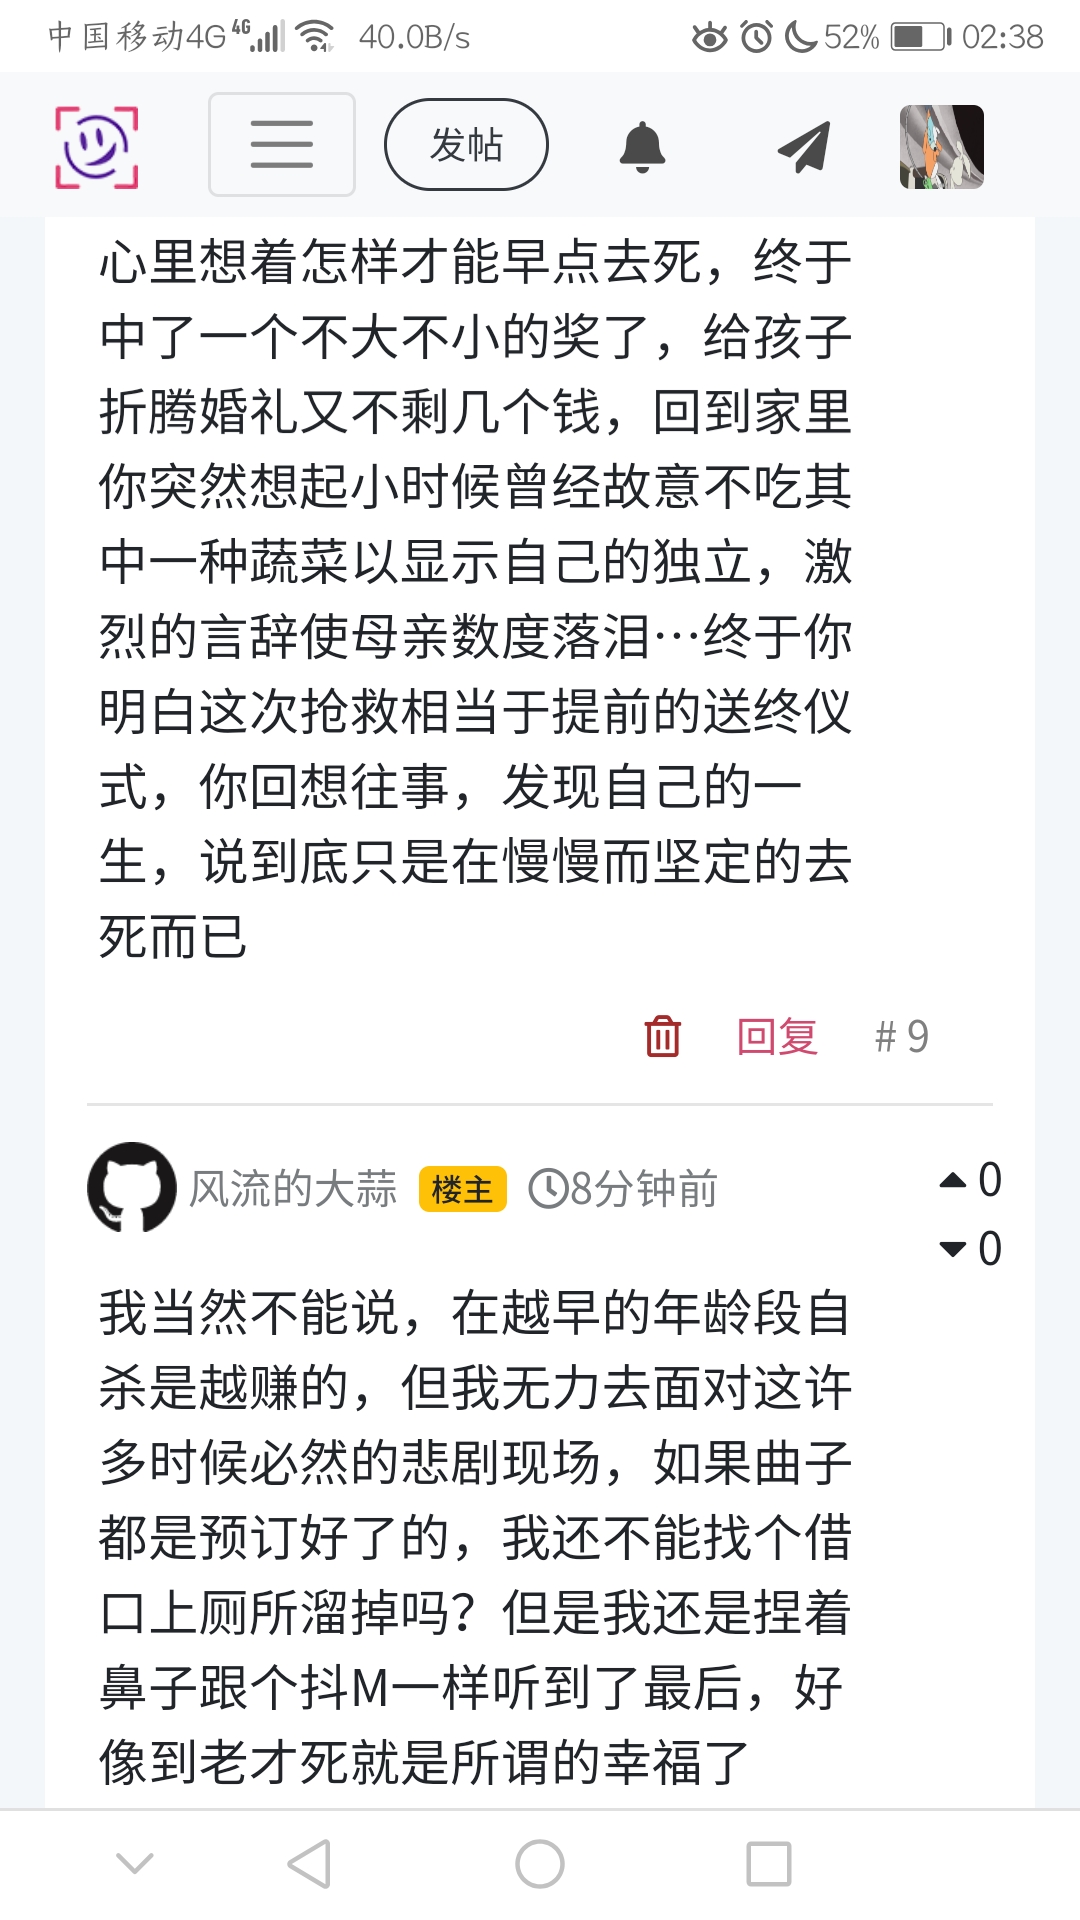 中国移动4G 4G 40.0B/s 52% 02:38
发帖
心里想着怎样才能早点去死，终于
中了一个不大不小的奖了，给孩子
折腾婚礼又不剩几个钱，回到家里
你突然想起小时候曾经故意不吃其
中一种蔬菜以显示自己的独立，激
烈的言辞使母亲数度落泪…终于你
明白这次抢救相当于提前的送终仪
式，你回想往事，发现自己的一
生，说到底只是在慢慢而坚定的去
死而已
回复 # 9
风流的大蒜 楼主 8分钟前 0
0
我当然不能说，在越早的年龄段自
杀是越赚的，但我无力去面对这许
多时候必然的悲剧现场，如果曲子
都是预订好了的，我还不能找个借
口上厕所溜掉吗？但是我还是捏着
鼻子跟个抖M一样听到了最后，好
像到老才死就是所谓的幸福了